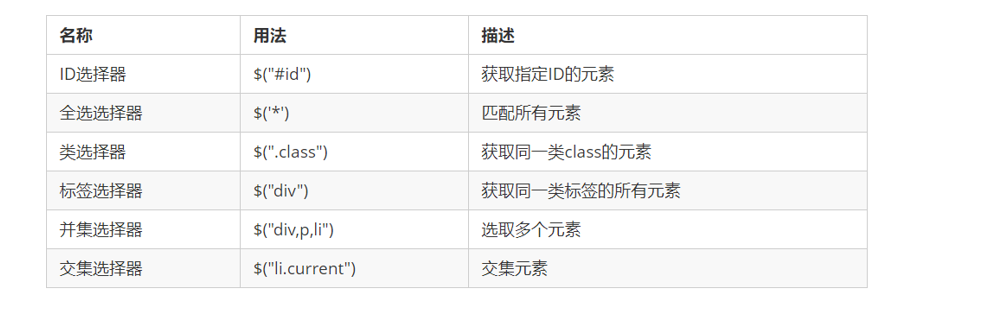 名称 用法 描述
ID选择器 $("#id") 获取指定ID的元素
全选选择器 $('*') 匹配所有元素
类选择器 $(".class") 获取同一类class的元素
标签选择器 $("div") 获取同一类标签的所有元素
并集选择器 $("div,p,li") 选取多个元素
交集选择器 $("li.current") 交集元素